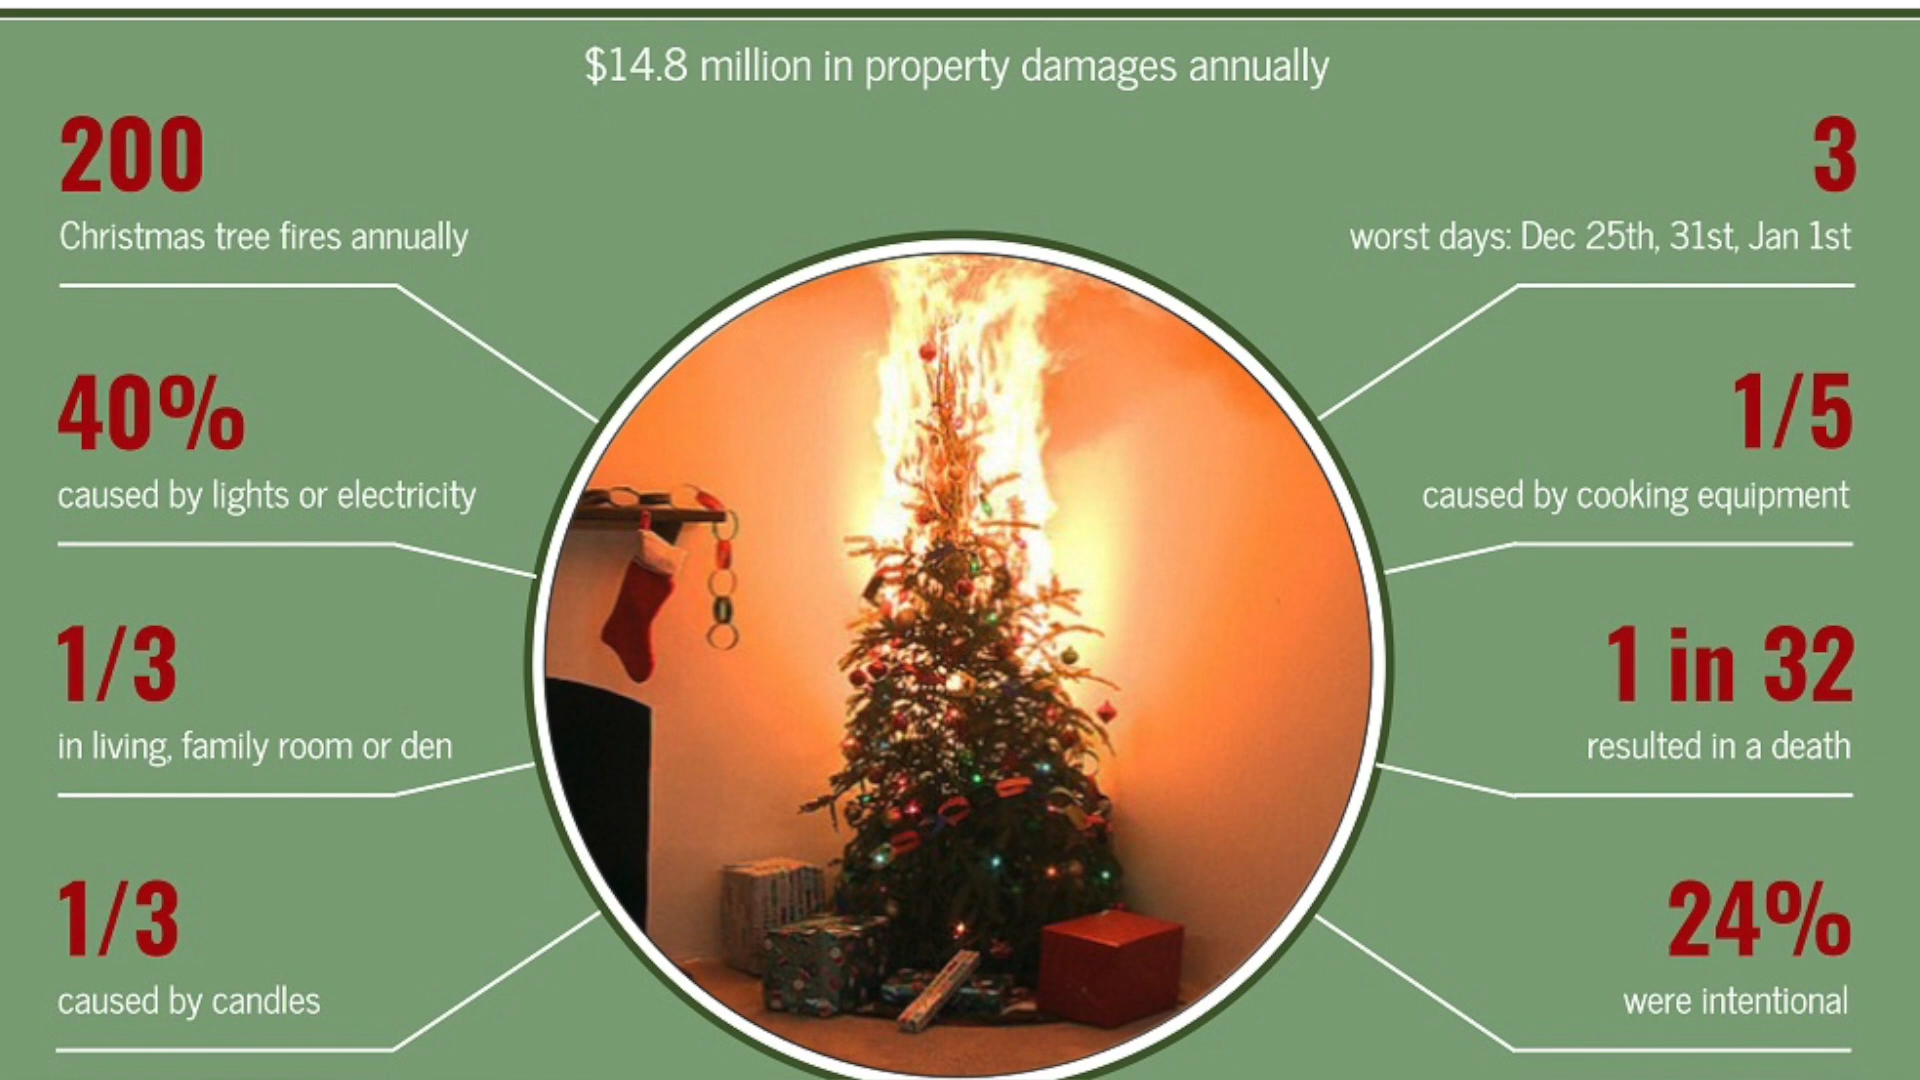 $14.8 million in property damages annually
200
Christmas tree fires annually
40%
caused by lights or electricity
1/3
in living, family room or den
1/3
caused by candles
3
worst days: Dec 25th, 31st, Jan 1st
1/5
caused by cooking equipment
1 in 32
resulted in a death
24%
were intentional